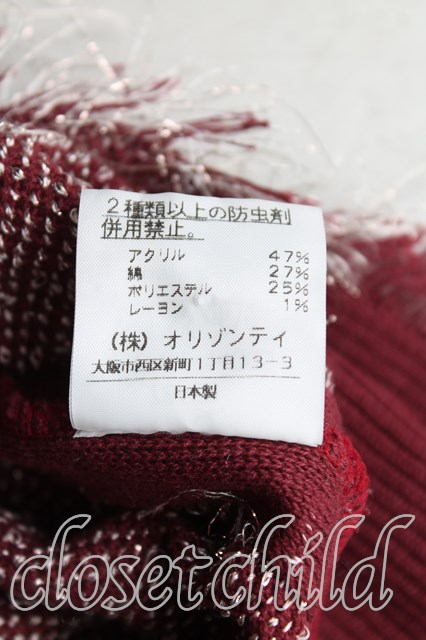 2種類以上の防虫剤
併用禁止。
アクリル 47%
綿 27%
ポリエステル 25%
レーヨン 1%
(株) オリゾンティ
大阪市西区新町1丁目13-3
日本製
closetchild